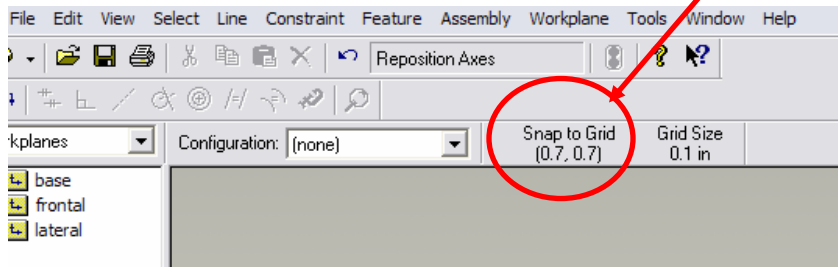 File Edit View Select Line Constraint Feature Assembly Workplane Tools Window Help
Reposition Axes
Configuration: (none) Snap to Grid Grid Size
(0.7, 0.7) 0.1 in
base
frontal
lateral